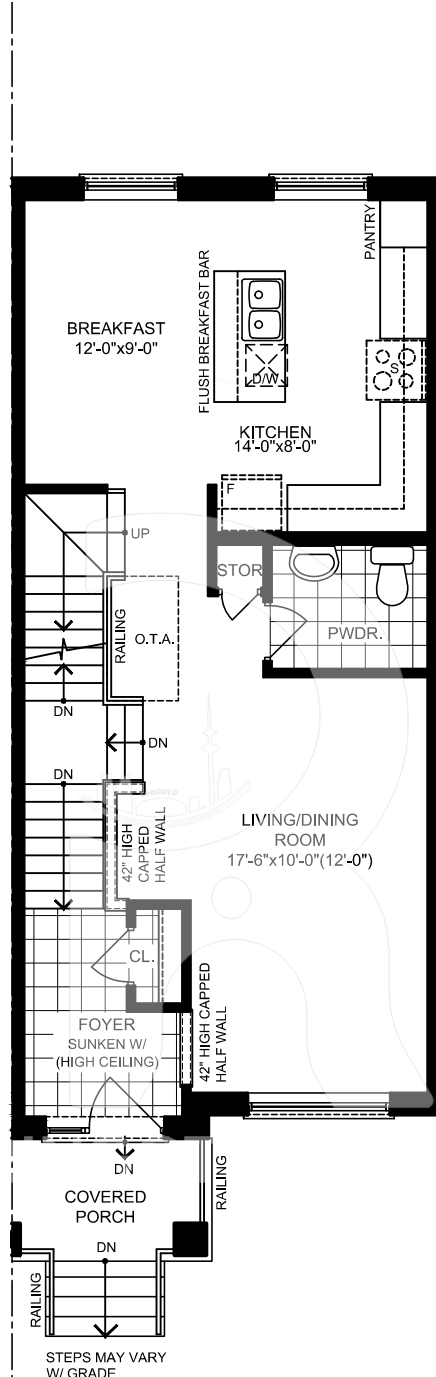 PANTRY
FLUSH BREAKFAST BAR
BREAKFAST
12'-0"x9'-0"
D/W
S
KITCHEN
14'-0"x8'-0"
F
UP
STOR
RAILING
O.T.A.
PWDR.
DN
DN
DN
42" HIGH
CAPPED
HALF WALL
LIVING/DINING
ROOM
17'-6"x10'-0"(12'-0")
CL.
FOYER
SUNKEN W/
(HIGH CEILING)
42" HIGH CAPPED
HALF WALL
DN
COVERED
PORCH
RAILING
DN
RAILING
STEPS MAY VARY
W/ GRADE